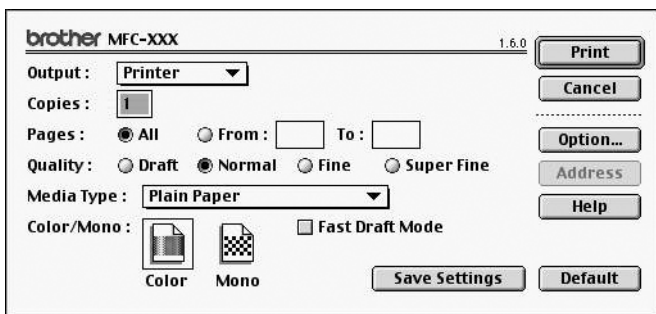 brother MFC-XXX 1.6.0
Print
Output : Printer
Cancel
Copies : 1
Pages : All From : To :
Option...
Quality : Draft Normal Fine Super Fine
Address
Media Type : Plain Paper
Help
Color/Mono : Fast Draft Mode
Color Mono
Save Settings Default